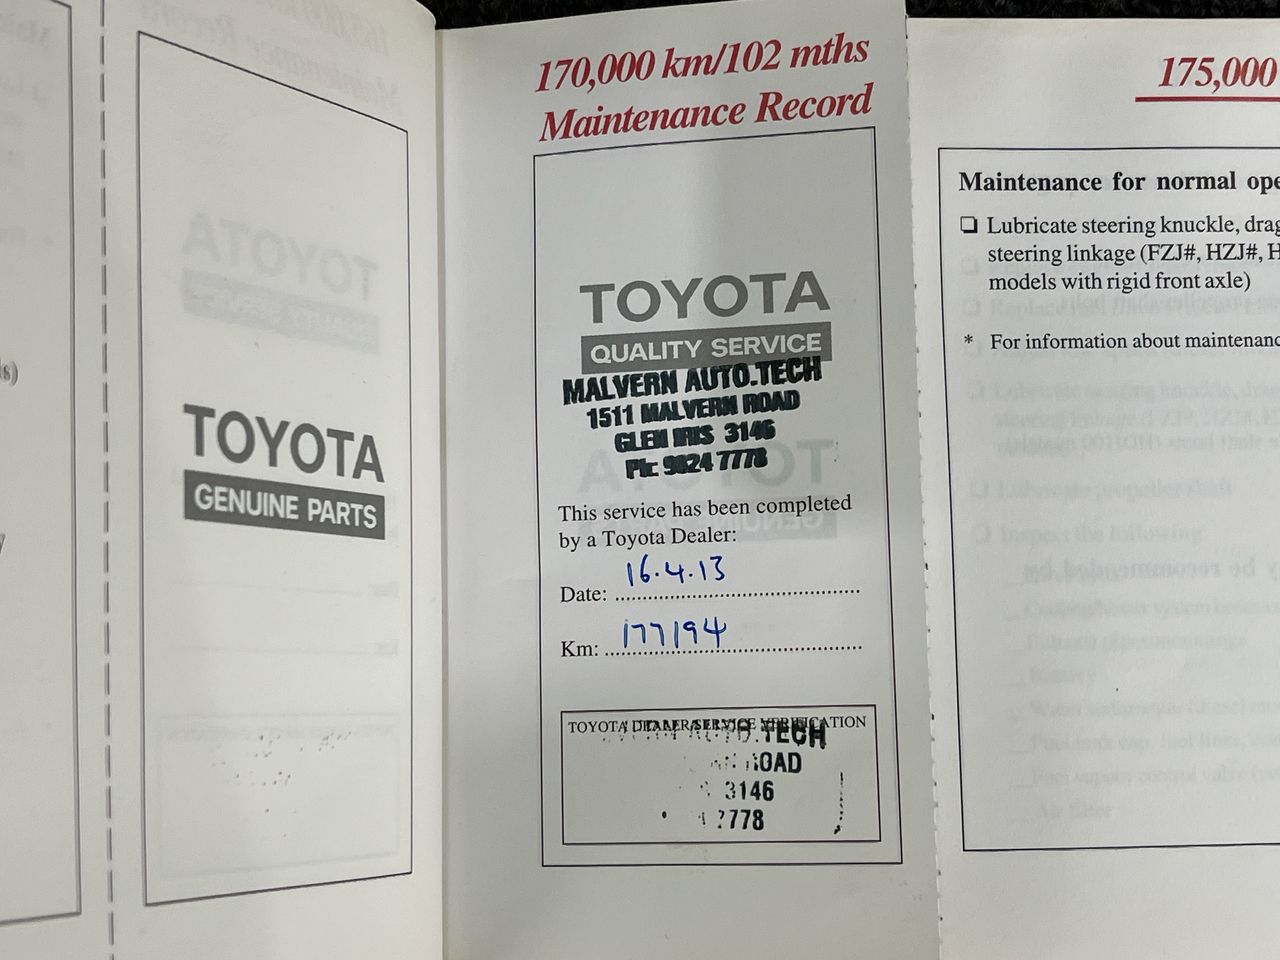 TOYOTA
GENUINE PARTS
170,000 km/102 mths
Maintenance Record
TOYOTA
QUALITY SERVICE
MALVERN AUTO.TECH
1511 MALVERN ROAD
GLEN IRIS 3146
Ph: 9824 7778
This service has been completed
by a Toyota Dealer:
Date: 16.4.13
Km: 177194
TOYOTA DEALER SERVICE VERIFICATION
AUTO.TECH
ROAD
3146
7778
175,000
Maintenance for normal ope
❏ Lubricate steering knuckle, drag
steering linkage (FZJ#, HZJ#, H
models with rigid front axle)
* For information about maintenanc